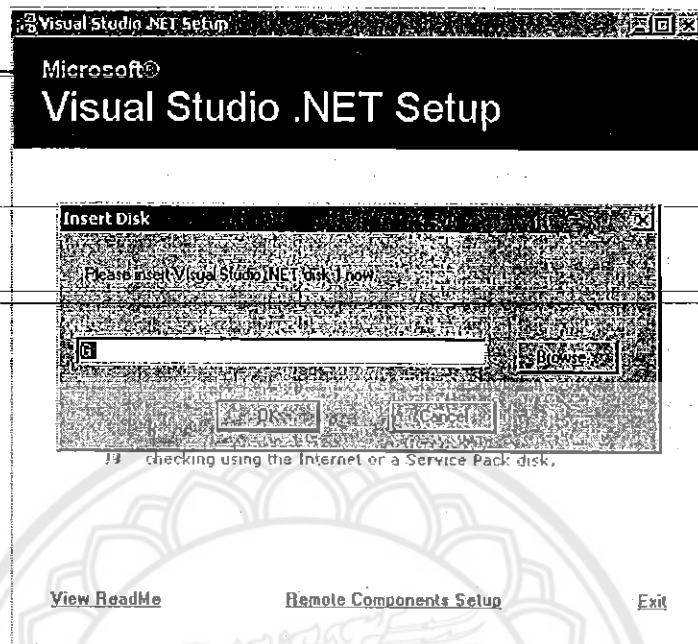 Visual Studio .NET Setup
Microsoft®
Visual Studio .NET Setup
Insert Disk
Please insert Visual Studio .NET disk 1 now.
G
Browse
OK
Cancel
checking using the Internet or a Service Pack disk.
View ReadMe
Remote Components Setup
Exit